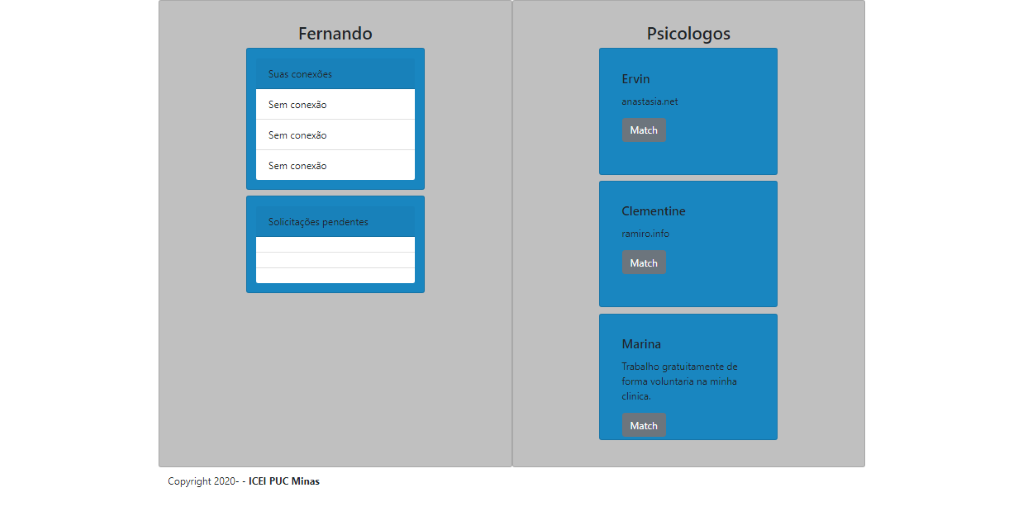 Fernando
Suas conexões
Sem conexão
Sem conexão
Sem conexão
Solicitações pendentes
Psicologos
Ervin
anastasia.net
Match
Clementine
ramiro.info
Match
Marina
Trabalho gratuitamente de
forma voluntaria na minha
clinica.
Match
Copyright 2020- - ICEI PUC Minas